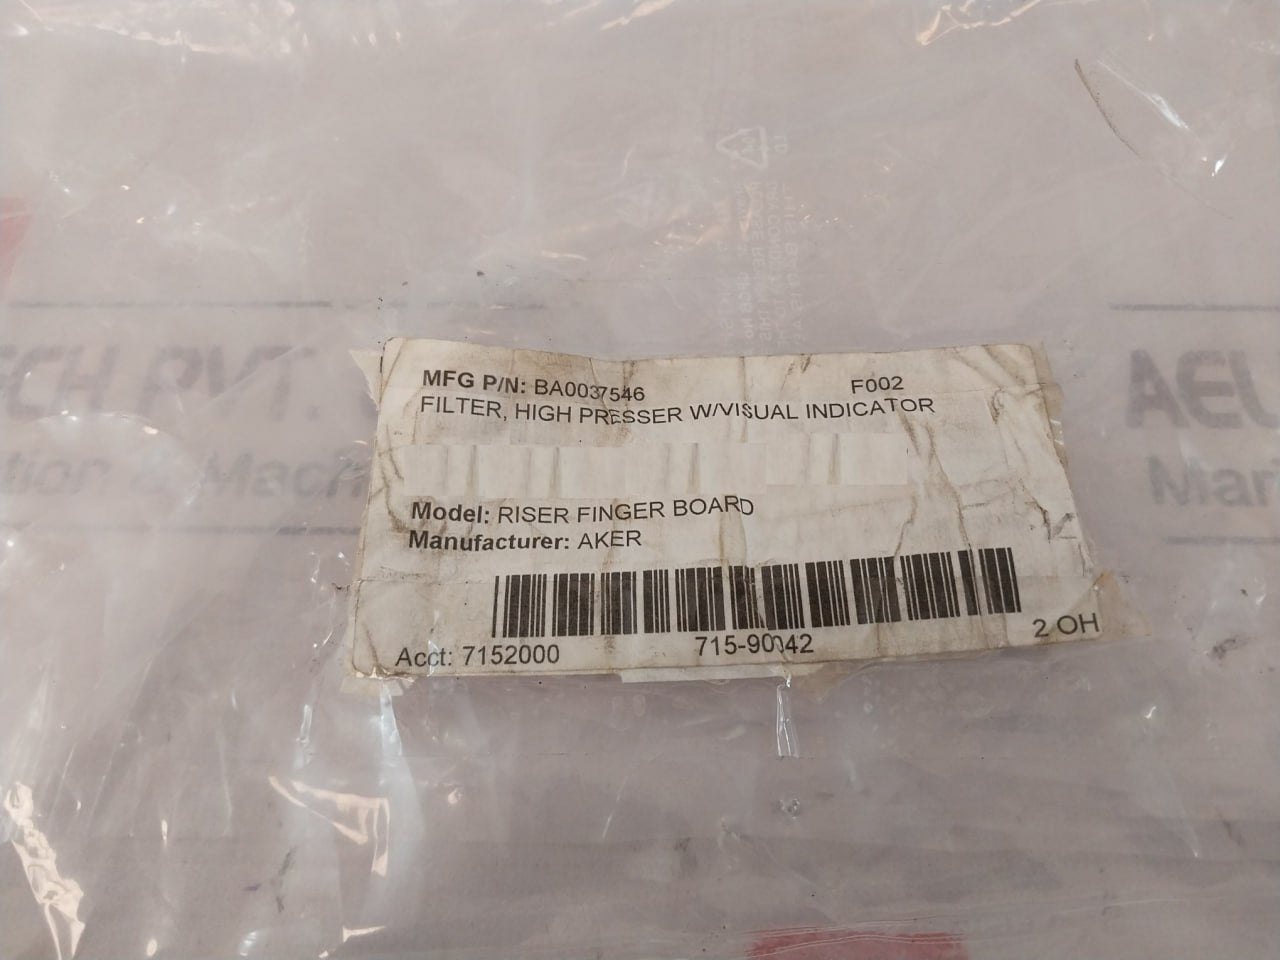 MFG P/N: BA0037546 F002
FILTER, HIGH PRESSER W/VISUAL INDICATOR
Model: RISER FINGER BOARD
Manufacturer: AKER
Acct: 7152000 715-90042 2 OH
PVT.